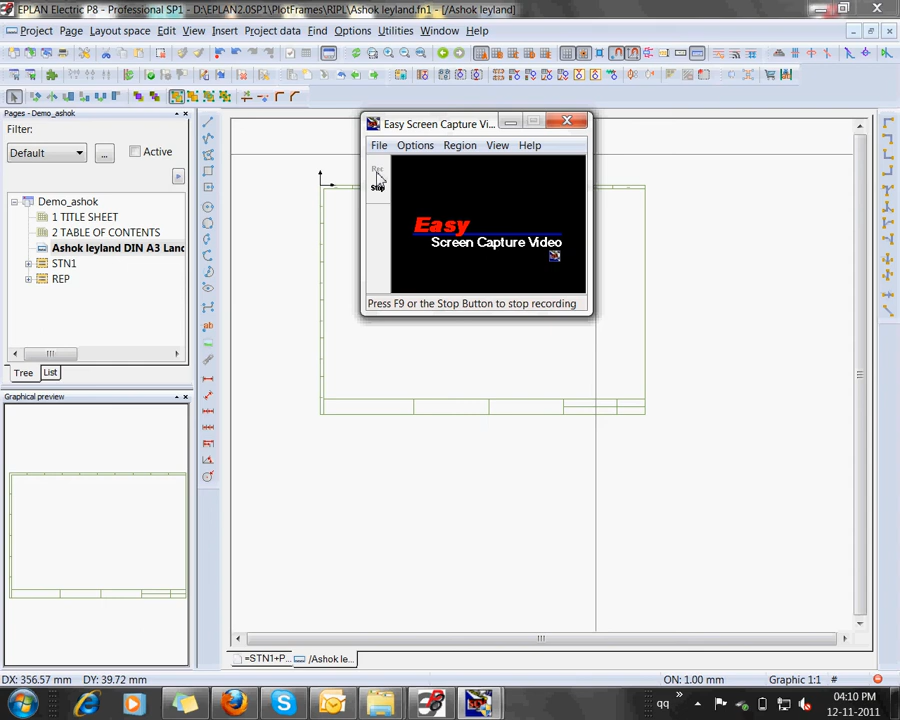 EPLAN Electric P8 - Professional SP1 - D:\EPLAN2.0SP1\PlotFrames\RIPL\Ashok leyland.fn1 - [/Ashok leyland]
Project Page Layout space Edit View Insert Project data Find Options Utilities Window Help
Pages - Demo_ashok
Filter:
Default
...
Active
Demo_ashok
1 TITLE SHEET
2 TABLE OF CONTENTS
Ashok leyland DIN A3 Land
STN1
REP
Tree List
Graphical preview
Easy Screen Capture Vi...
File Options Region View Help
Rec
Stop
Easy
Screen Capture Video
Press F9 or the Stop Button to stop recording
=STN1+P... /Ashok le...
DX: 356.57 mm DY: 39.72 mm ON: 1.00 mm Graphic 1:1 #
qq
04:10 PM
12-11-2011